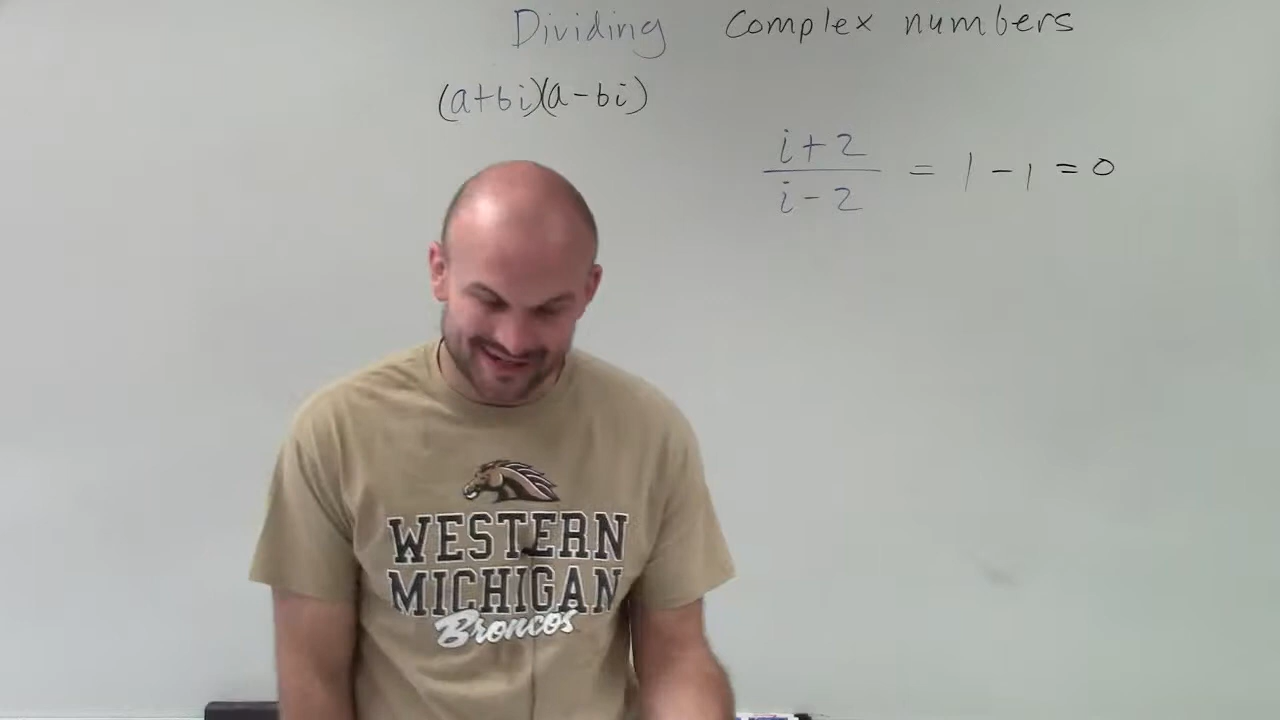 Dividing Complex numbers
(a+bi)(a-bi)
i+2
i-2
= 1 - 1 = 0
WESTERN
MICHIGAN
Broncos